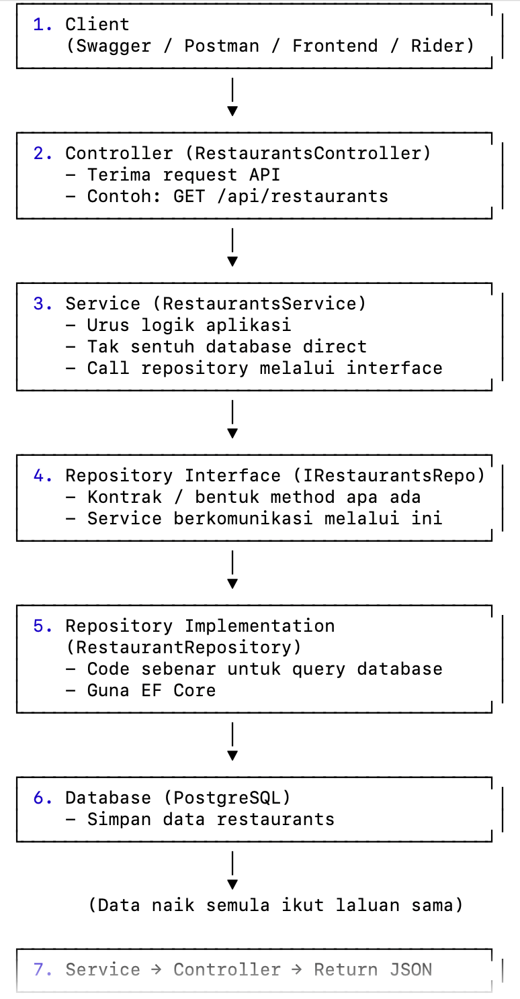 1. Client
(Swagger / Postman / Frontend / Rider)
2. Controller (RestaurantsController)
– Terima request API
– Contoh: GET /api/restaurants
3. Service (RestaurantsService)
– Urus logik aplikasi
– Tak sentuh database direct
– Call repository melalui interface
4. Repository Interface (IRestaurantsRepo)
– Kontrak / bentuk method apa ada
– Service berkomunikasi melalui ini
5. Repository Implementation
(RestaurantRepository)
– Code sebenar untuk query database
– Guna EF Core
6. Database (PostgreSQL)
– Simpan data restaurants
(Data naik semula ikut laluan sama)
7. Service → Controller → Return JSON